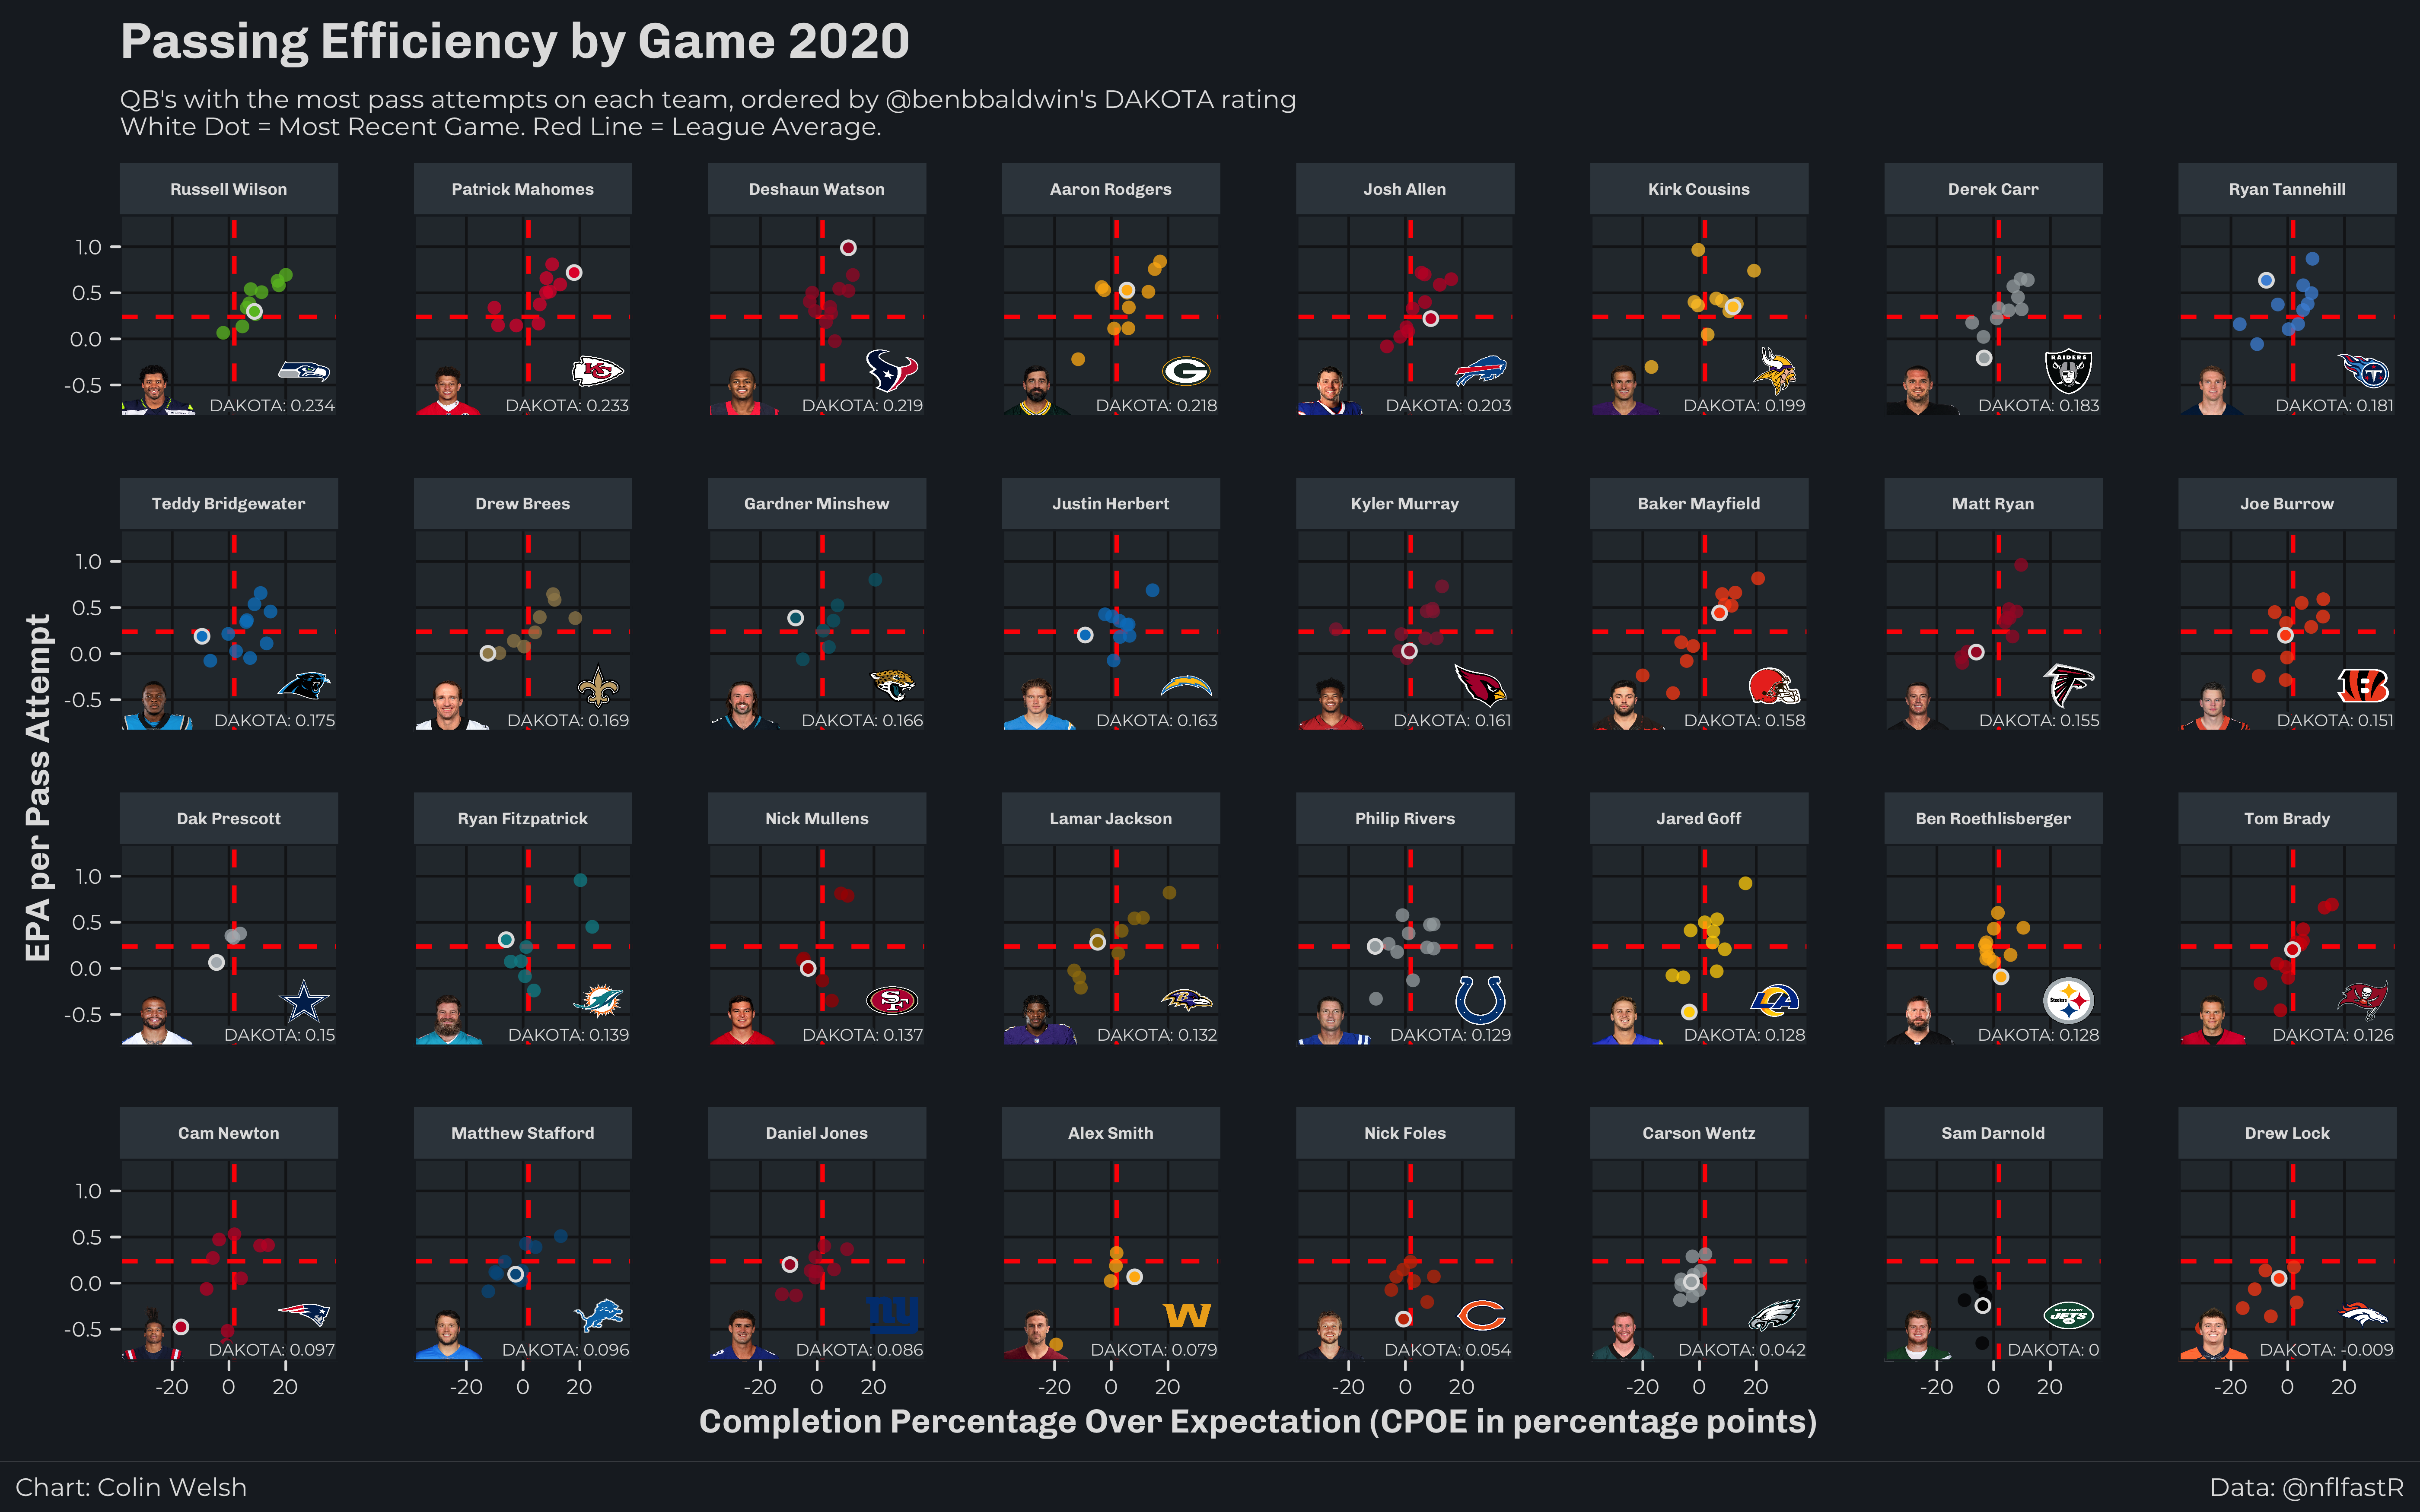 Passing Efficiency by Game 2020
QB's with the most pass attempts on each team, ordered by @benbbaldwin's DAKOTA rating
White Dot = Most Recent Game. Red Line = League Average.
Russell Wilson
Patrick Mahomes
Deshaun Watson
Aaron Rodgers
Josh Allen
Kirk Cousins
Derek Carr
Ryan Tannehill
1.0
0.5
0.0
-0.5
RAIDERS
DAKOTA: 0.234
DAKOTA: 0.233
DAKOTA: 0.219
DAKOTA: 0.218
DAKOTA: 0.203
DAKOTA: 0.199
DAKOTA: 0.183
DAKOTA: 0.181
Teddy Bridgewater
Drew Brees
Gardner Minshew
Justin Herbert
Kyler Murray
Baker Mayfield
Matt Ryan
Joe Burrow
1.0
0.5
0.0
-0.5
DAKOTA: 0.175
DAKOTA: 0.169
DAKOTA: 0.166
DAKOTA: 0.163
DAKOTA: 0.161
DAKOTA: 0.158
DAKOTA: 0.155
DAKOTA: 0.151
EPA per Pass Attempt
Dak Prescott
Ryan Fitzpatrick
Nick Mullens
Lamar Jackson
Philip Rivers
Jared Goff
Ben Roethlisberger
Tom Brady
1.0
0.5
0.0
-0.5
SF
LA
Steelers
DAKOTA: 0.15
DAKOTA: 0.139
DAKOTA: 0.137
DAKOTA: 0.132
DAKOTA: 0.129
DAKOTA: 0.128
DAKOTA: 0.128
DAKOTA: 0.126
Cam Newton
Matthew Stafford
Daniel Jones
Alex Smith
Nick Foles
Carson Wentz
Sam Darnold
Drew Lock
1.0
0.5
0.0
-0.5
ny
W
NEW YORK
JETS
DAKOTA: 0.097
DAKOTA: 0.096
DAKOTA: 0.086
DAKOTA: 0.079
DAKOTA: 0.054
DAKOTA: 0.042
DAKOTA: 0
DAKOTA: -0.009
-20 0 20
-20 0 20
-20 0 20
-20 0 20
-20 0 20
-20 0 20
-20 0 20
-20 0 20
Completion Percentage Over Expectation (CPOE in percentage points)
Chart: Colin Welsh
Data: @nflfastR